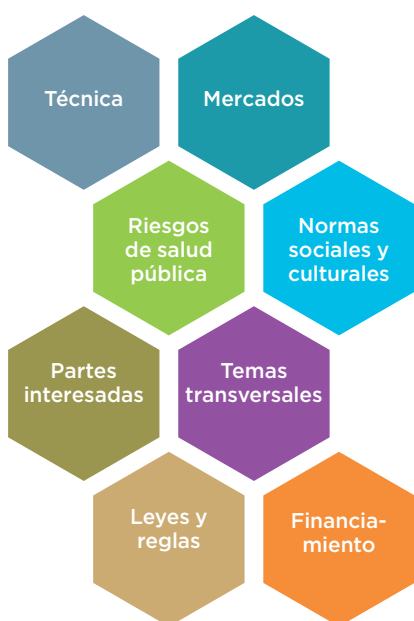 Técnica
Mercados
Riesgos
de salud
pública
Normas
sociales y
culturales
Partes
interesadas
Temas
transversales
Leyes y
reglas
Financia-
miento